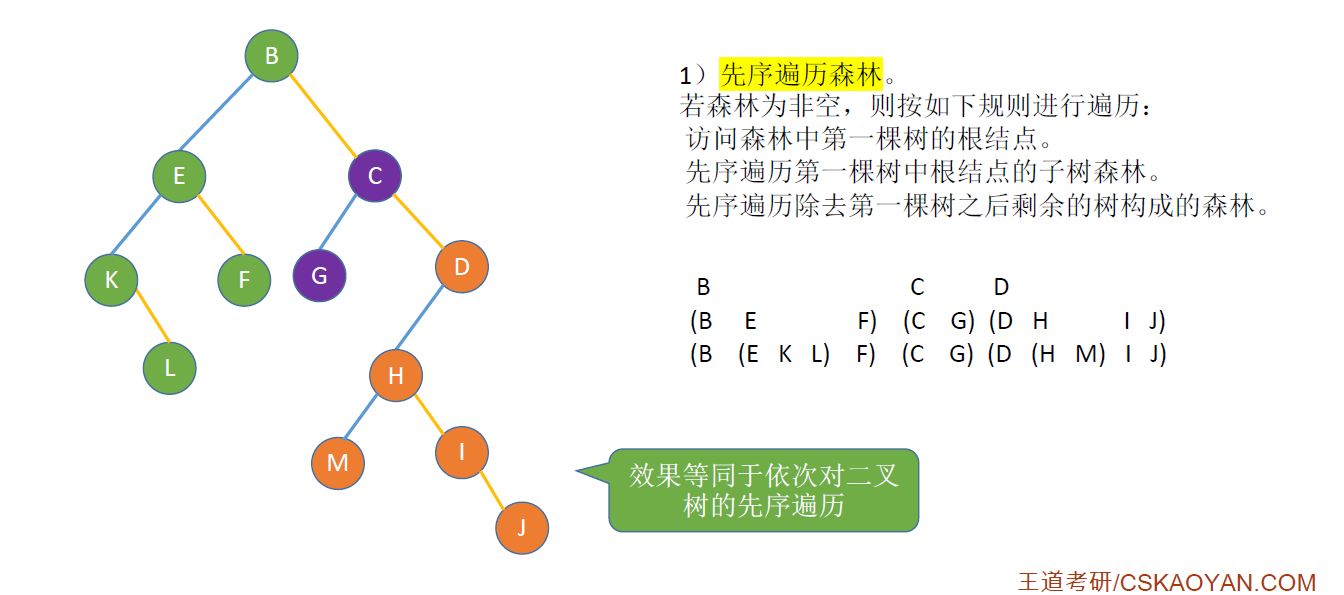 B
E
C
K
F
G
D
L
H
M
I
J
1）先序遍历森林。
若森林为非空，则按如下规则进行遍历：
访问森林中第一棵树的根结点。
先序遍历第一棵树中根结点的子树森林。
先序遍历除去第一棵树之后剩余的树构成的森林。
B C D
(B E F) (C G) (D H I J)
(B (E K L) F) (C G) (D (H M) I J)
效果等同于依次对二叉
树的先序遍历
王道考研/CSKAOYAN.COM